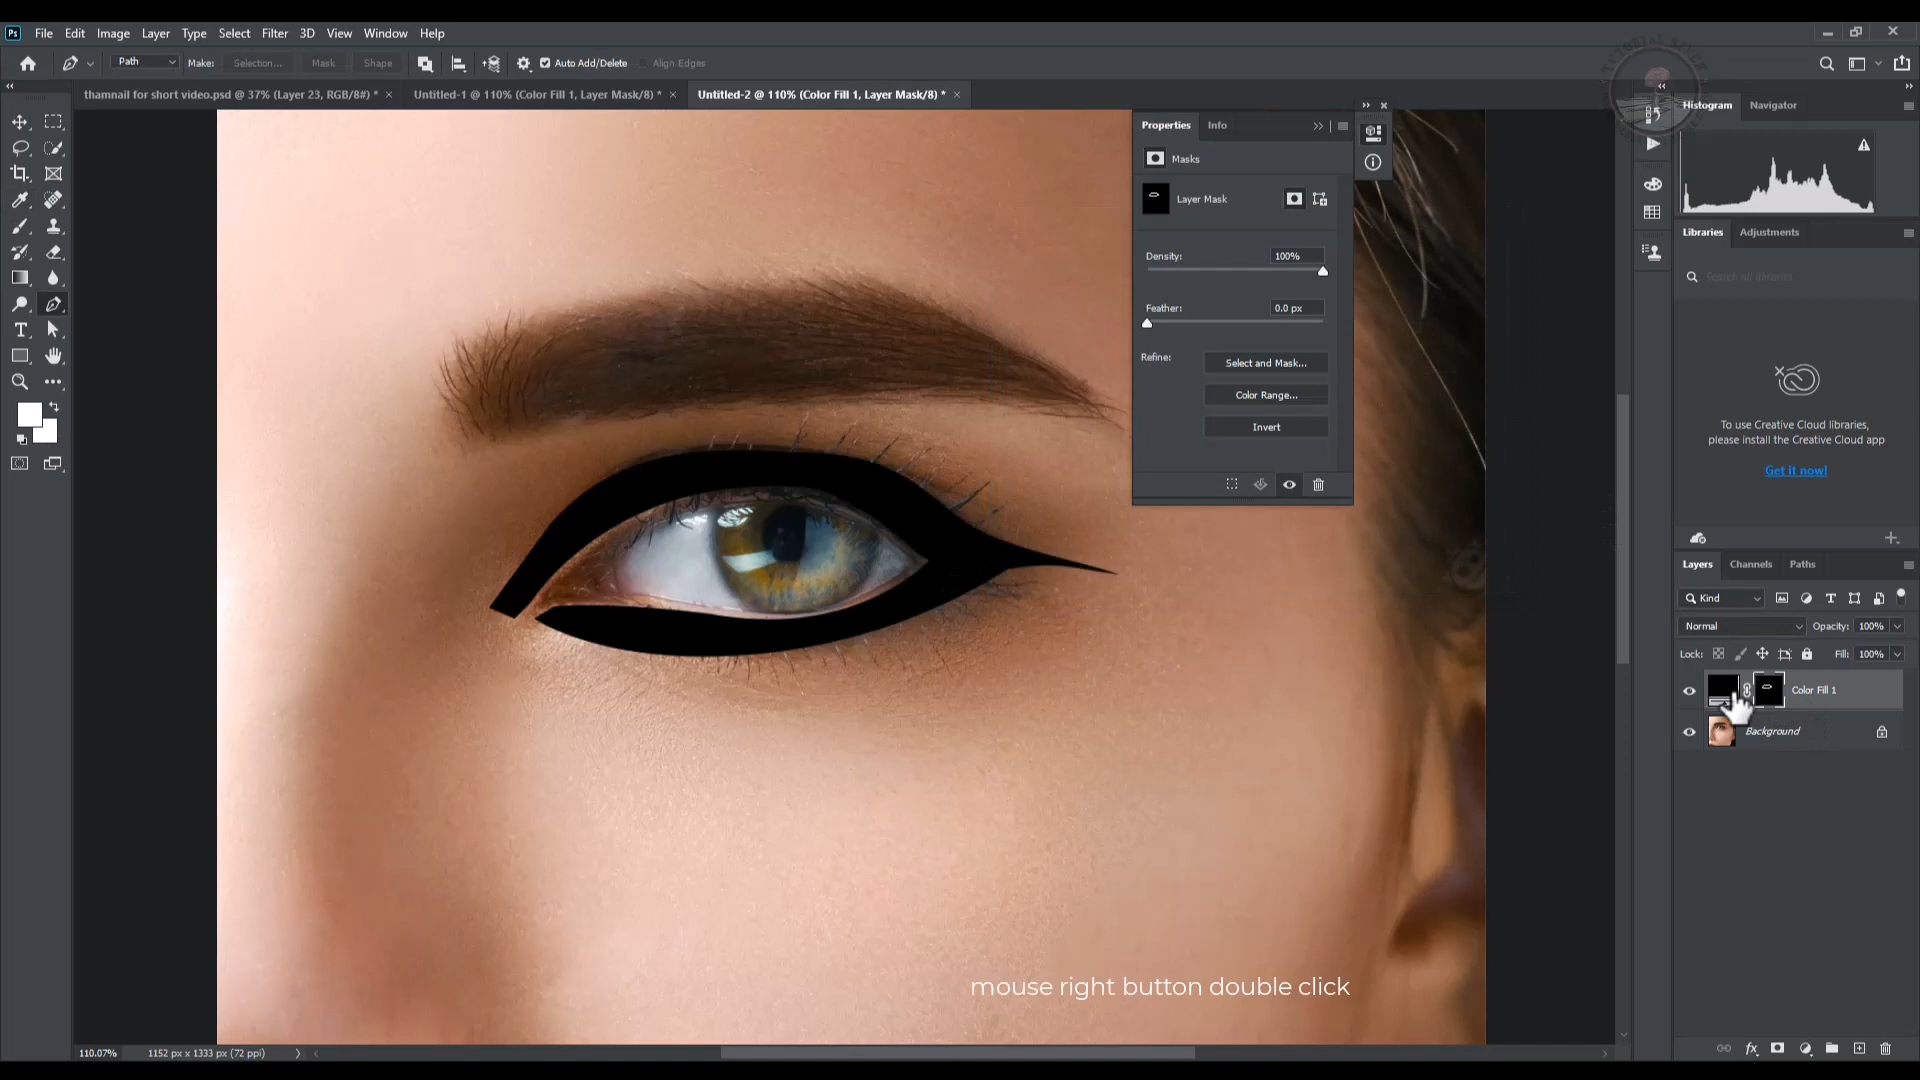 Ps File Edit Image Layer Type Select Filter 3D View Window Help
Path Make: Selection... Mask Shape Auto Add/Delete Align Edges
thamnail for short video.psd @ 37% (Layer 23, RGB/8#) * × Untitled-1 @ 110% (Color Fill 1, Layer Mask/8) * × Untitled-2 @ 110% (Color Fill 1, Layer Mask/8) * ×
Histogram Navigator
Properties Info
Masks
Layer Mask
Density: 100%
Feather: 0.0 px
Refine: Select and Mask...
Color Range...
Invert
Libraries Adjustments
Search all libraries
To use Creative Cloud libraries,
please install the Creative Cloud app
Get it now!
Layers Channels Paths
Kind
Normal Opacity: 100%
Lock: Fill: 100%
Color Fill 1
Background
mouse right button double click
110.07% 1152 px x 1333 px (72 ppi)